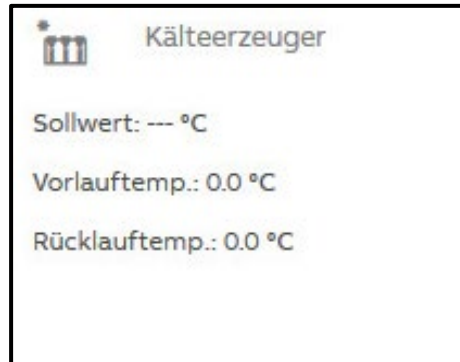 Kälteerzeuger
Sollwert: --- °C
Vorlauftemp.: 0.0 °C
Rücklauftemp.: 0.0 °C